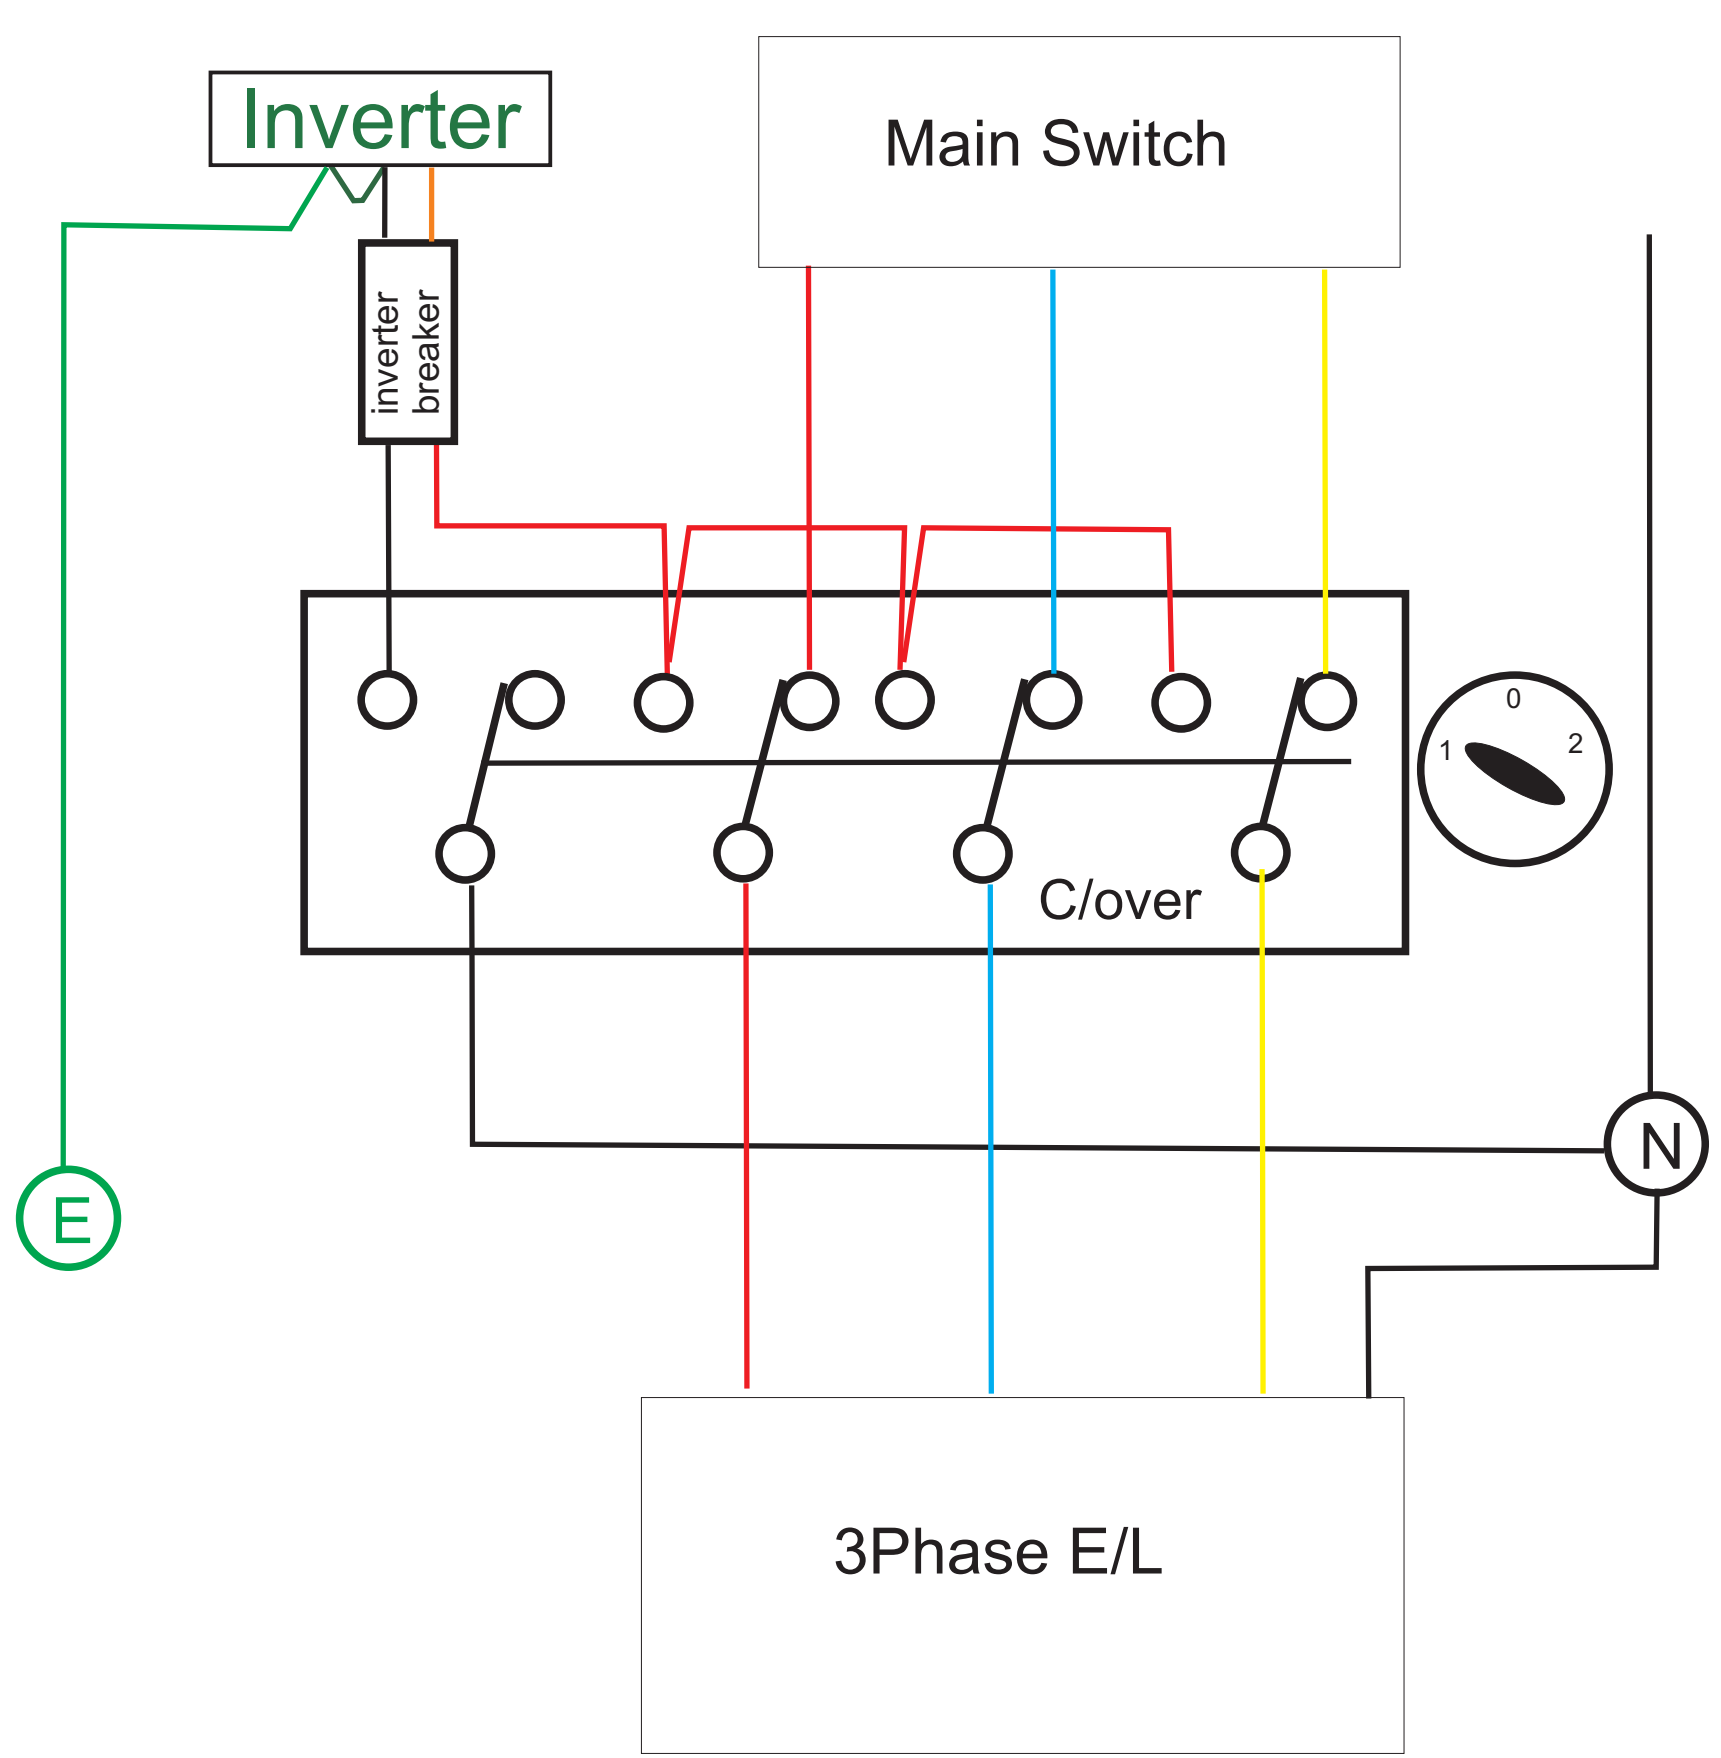 Inverter
Main Switch
inverter
breaker
0
1
2
C/over
N
E
3Phase E/L